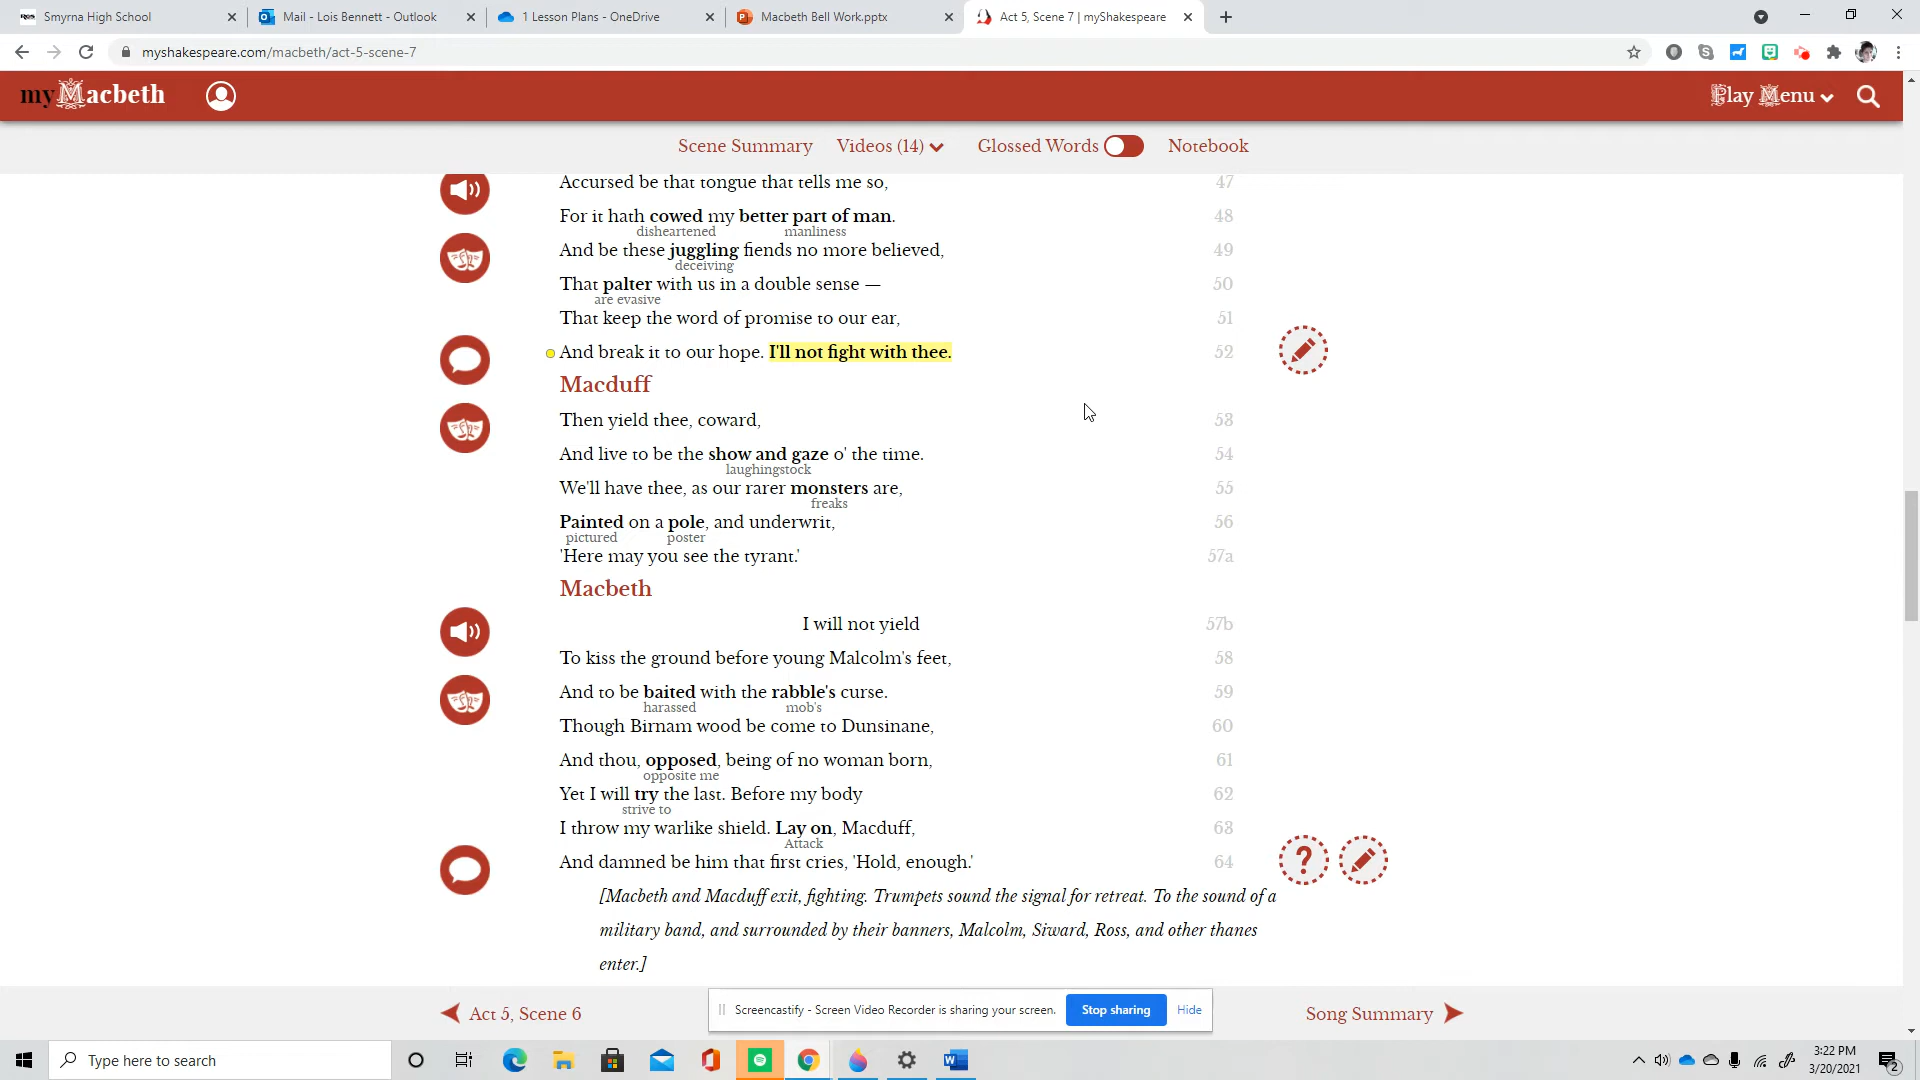 Smyrna High School
Mail - Lois Bennett - Outlook
1 Lesson Plans - OneDrive
Macbeth Bell Work.pptx
Act 5, Scene 7 | myShakespeare
myshakespeare.com/macbeth/act-5-scene-7
myMacbeth
Play Menu
Scene Summary
Videos (14)
Glossed Words
Notebook
Accursed be that tongue that tells me so, 47
For it hath cowed my better part of man. 48
disheartened manliness
And be these juggling fiends no more believed, 49
deceiving
That palter with us in a double sense — 50
are evasive
That keep the word of promise to our ear, 51
And break it to our hope. I'll not fight with thee. 52
Macduff
Then yield thee, coward, 53
And live to be the show and gaze o' the time. 54
laughingstock
We'll have thee, as our rarer monsters are, 55
freaks
Painted on a pole, and underwrit, 56
pictured poster
'Here may you see the tyrant.' 57a
Macbeth
I will not yield 57b
To kiss the ground before young Malcolm's feet, 58
And to be baited with the rabble's curse. 59
harassed mob's
Though Birnam wood be come to Dunsinane, 60
And thou, opposed, being of no woman born, 61
opposite me
Yet I will try the last. Before my body 62
strive to
I throw my warlike shield. Lay on, Macduff, 63
Attack
And damned be him that first cries, 'Hold, enough.' 64
[Macbeth and Macduff exit, fighting. Trumpets sound the signal for retreat. To the sound of a
military band, and surrounded by their banners, Malcolm, Siward, Ross, and other thanes
enter.]
Act 5, Scene 6
Screencastify - Screen Video Recorder is sharing your screen.
Stop sharing
Hide
Song Summary
Type here to search
3:22 PM
3/20/2021
2